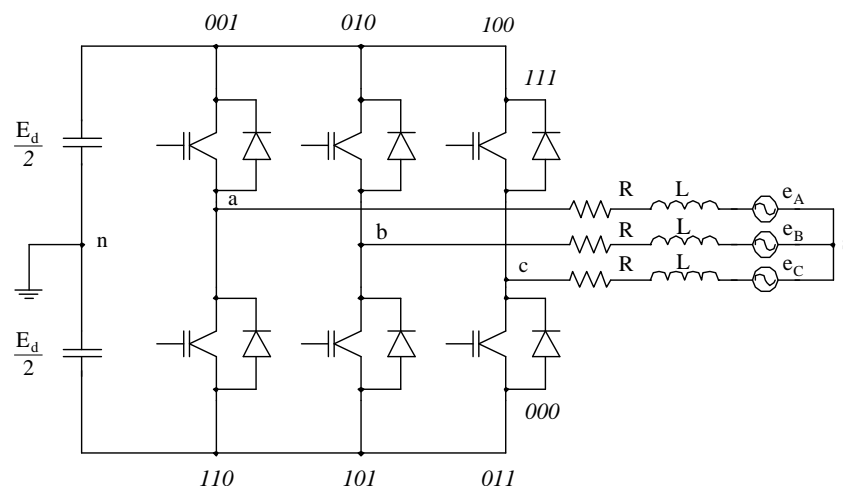 001 010 100
111
E_d
2
a
R L e_A
n
b
R L e_B
c
R L e_C
E_d
2
000
110 101 011